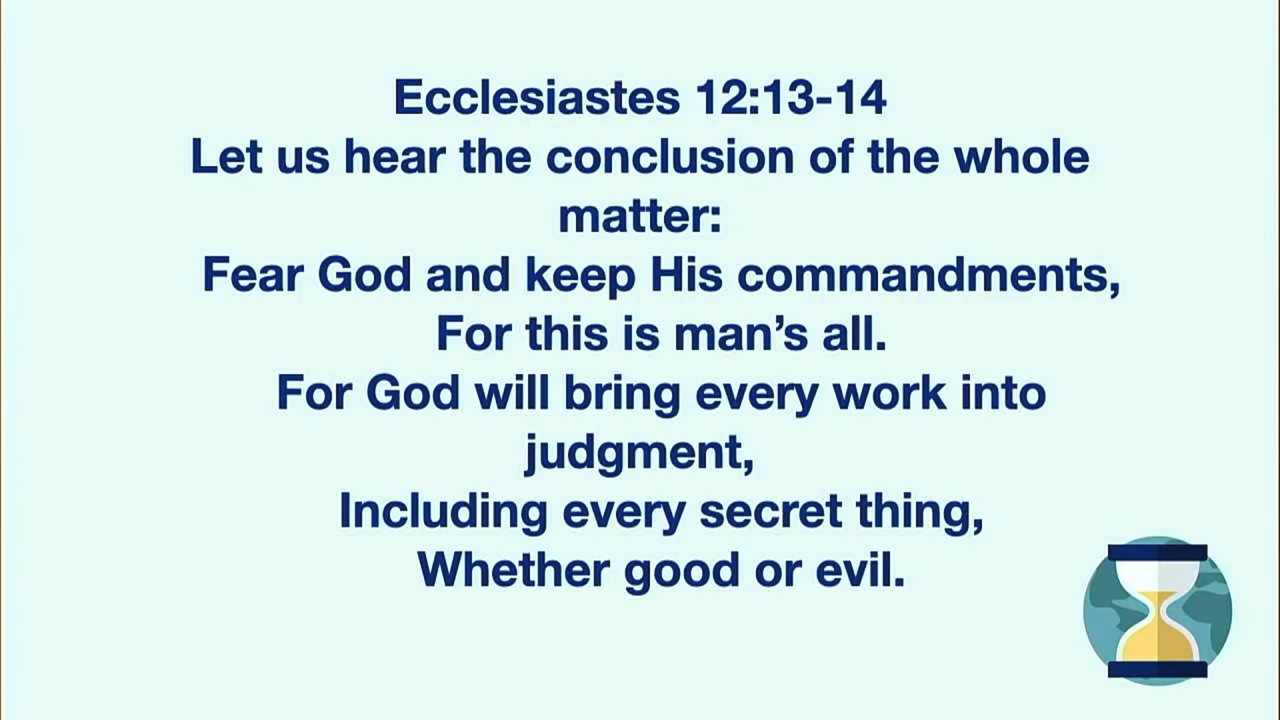 Ecclesiastes 12:13-14
Let us hear the conclusion of the whole
matter:
Fear God and keep His commandments,
For this is man’s all.
For God will bring every work into
judgment,
Including every secret thing,
Whether good or evil.